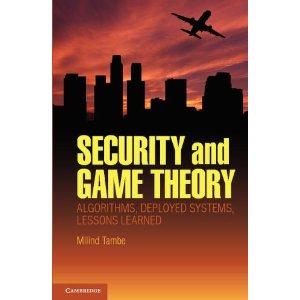 SECURITY and
GAME THEORY
ALGORITHMS, DEPLOYED SYSTEMS,
LESSONS LEARNED
Milind Tambe
CAMBRIDGE